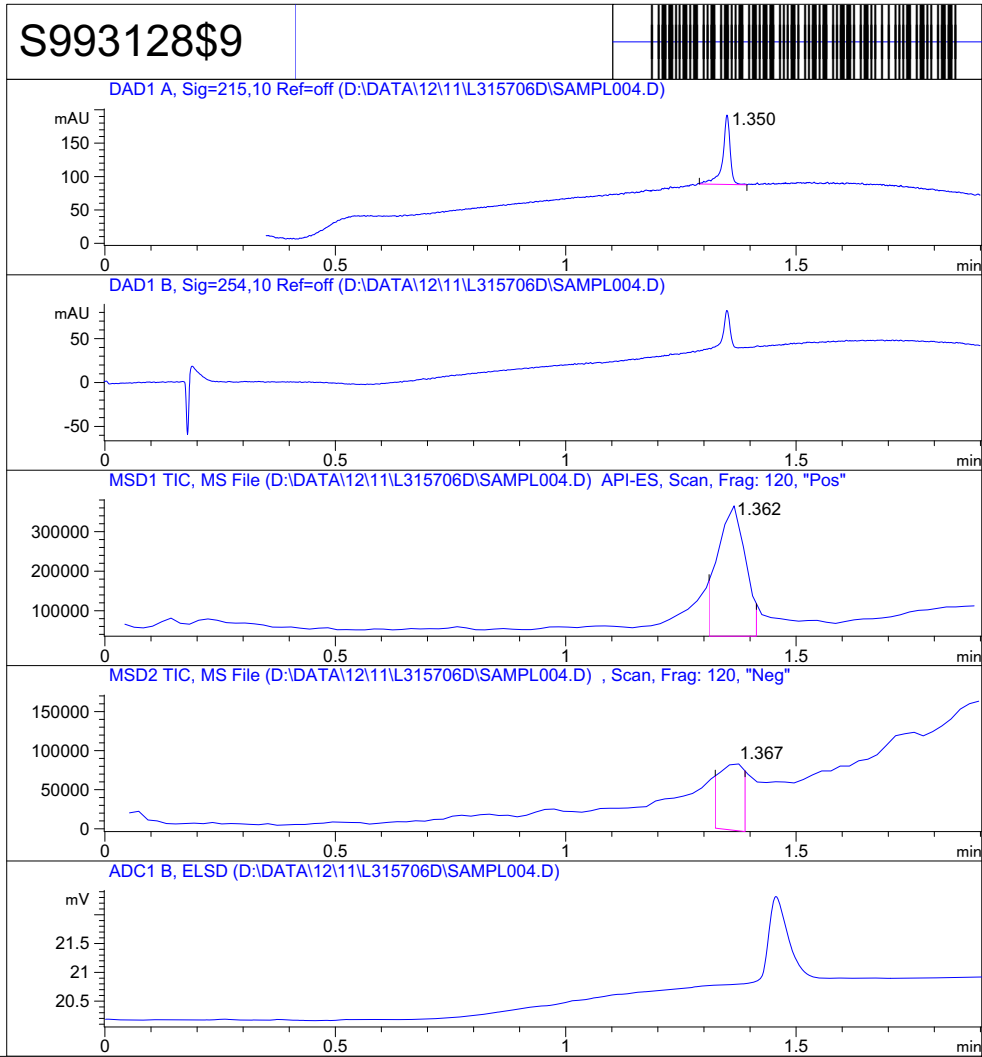 S993128$9
DAD1 A, Sig=215,10 Ref=off (D:\DATA\12\11\L315706D\SAMPL004.D)
mAU
150
100
50
0
1.350
0 0.5 1 1.5 min
DAD1 B, Sig=254,10 Ref=off (D:\DATA\12\11\L315706D\SAMPL004.D)
mAU
50
0
-50
0 0.5 1 1.5 min
MSD1 TIC, MS File (D:\DATA\12\11\L315706D\SAMPL004.D) API-ES, Scan, Frag: 120, "Pos"
300000
200000
100000
1.362
0 0.5 1 1.5 min
MSD2 TIC, MS File (D:\DATA\12\11\L315706D\SAMPL004.D) , Scan, Frag: 120, "Neg"
150000
100000
50000
0
1.367
0 0.5 1 1.5 min
ADC1 B, ELSD (D:\DATA\12\11\L315706D\SAMPL004.D)
mV
21.5
21
20.5
0 0.5 1 1.5 min